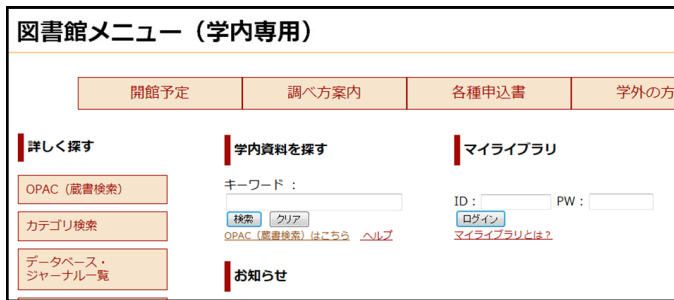 図書館メニュー（学内専用）
開館予定 調べ方案内 各種申込書 学外の方
詳しく探す
OPAC（蔵書検索）
カテゴリ検索
データベース・
ジャーナル一覧
学内資料を探す
キーワード ：
検索 クリア
OPAC（蔵書検索）はこちら ヘルプ
お知らせ
マイライブラリ
ID： PW：
ログイン
マイライブラリとは？